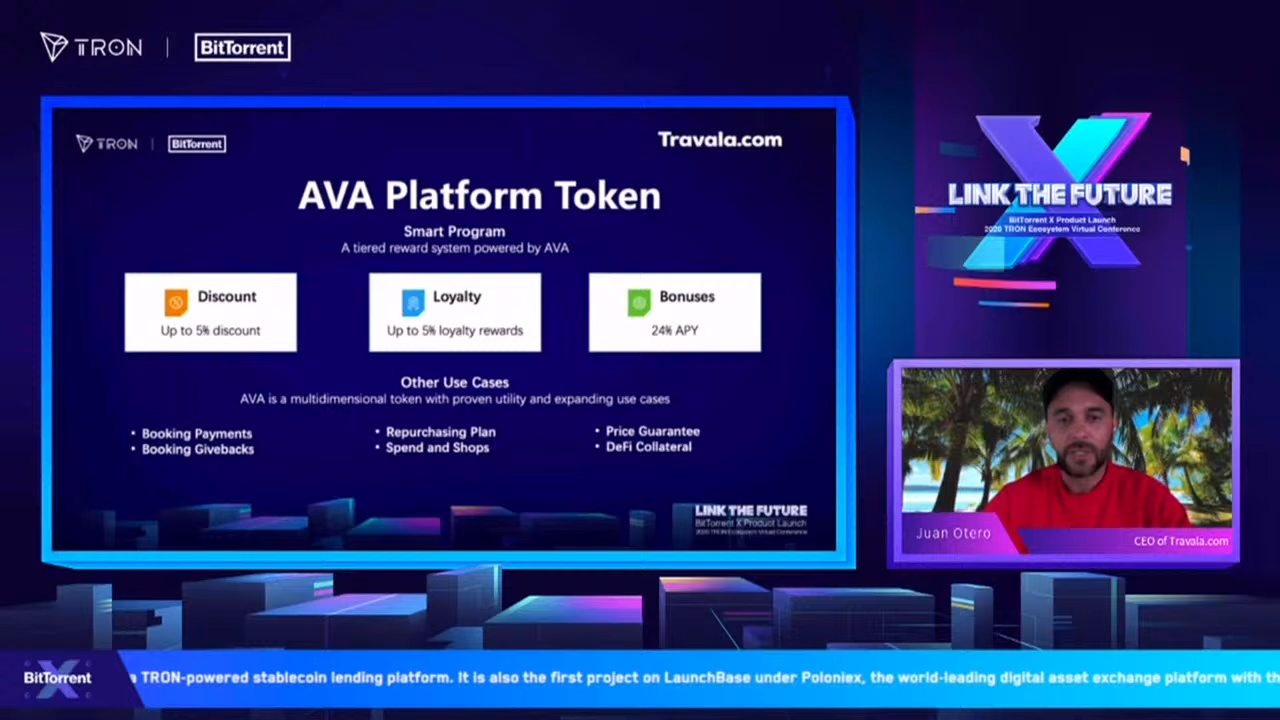 TRON | BitTorrent
TRON | BitTorrent
Travala.com
AVA Platform Token
Smart Program
A tiered reward system powered by AVA
Discount
Up to 5% discount
Loyalty
Up to 5% loyalty rewards
Bonuses
24% APY
Other Use Cases
AVA is a multidimensional token with proven utility and expanding use cases
• Booking Payments
• Booking Givebacks
• Repurchasing Plan
• Spend and Shops
• Price Guarantee
• DeFi Collateral
LINK THE FUTURE
BitTorrent X Product Launch
2020 TRON Ecosystem Virtual Conference
X
LINK THE FUTURE
BitTorrent X Product Launch
2020 TRON Ecosystem Virtual Conference
Juan Otero
CEO of Travala.com
BitTorrent X
TRON-powered stablecoin lending platform. It is also the first project on LaunchBase under Poloniex, the world-leading digital asset exchange platform with